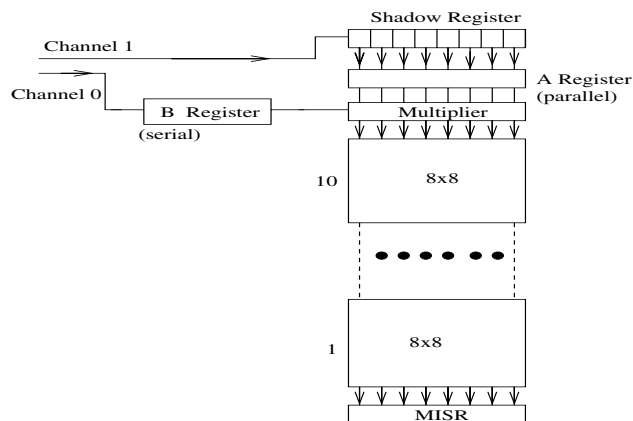 Shadow Register
Channel 1
A Register
(parallel)
Channel 0
B Register
(serial)
Multiplier
10
8x8
1
8x8
MISR